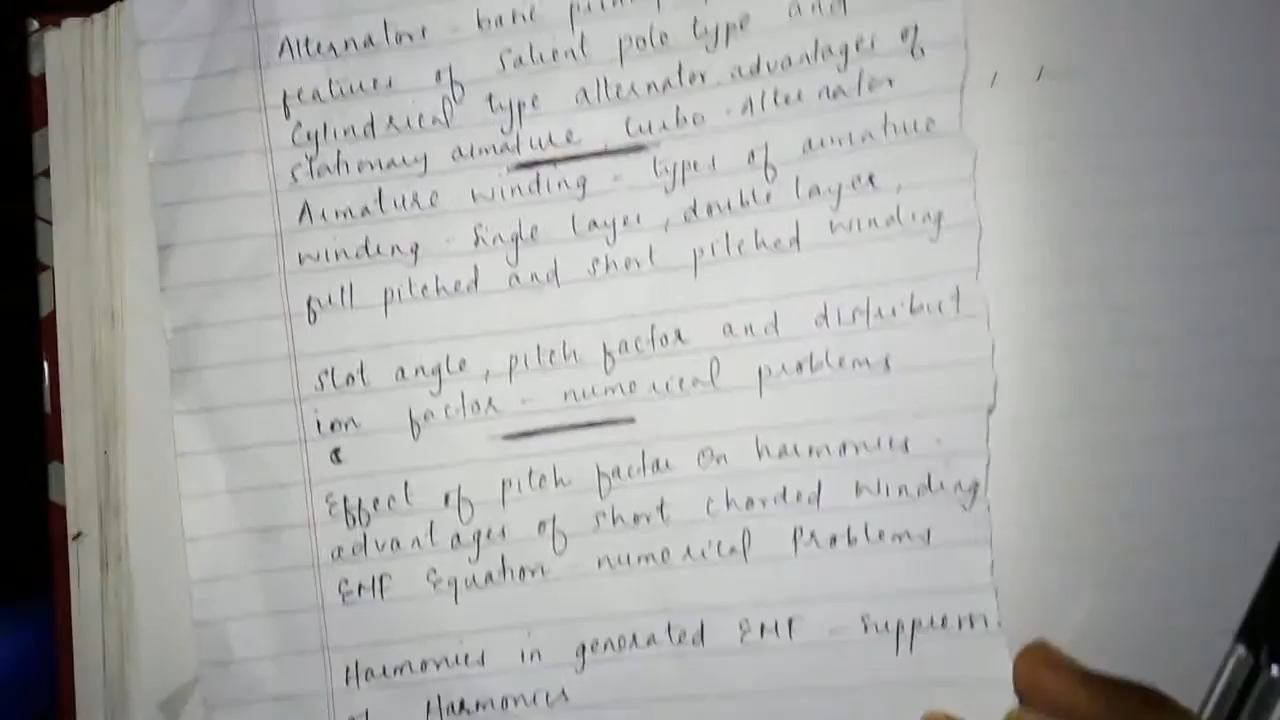 Alternators - basic
features of salient pole type and
Cylindrical type alternator advantages of
stationary armature, turbo - Alternator
Armature winding - types of armature
winding - Single layer, double layer,
full pitched and short pitched winding
Slot angle, pitch factor and distribut
ion factor - numerical problems
Effect of pitch factor on harmonics -
advantages of short chorded winding
EMF Equation numerical Problems
Harmonics in generated EMF -
of Harmonics